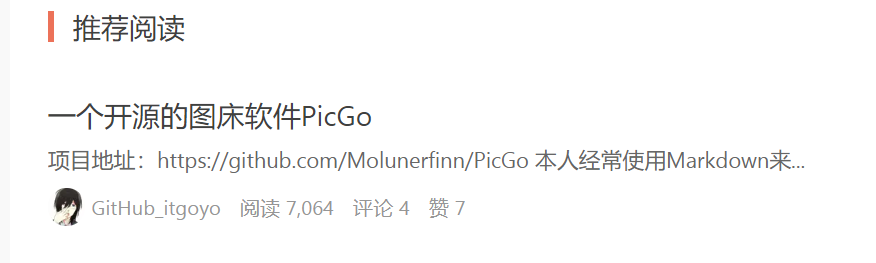 推荐阅读
一个开源的图床软件PicGo
项目地址：https://github.com/Molunerfinn/PicGo 本人经常使用Markdown来...
GitHub_itgoyo 阅读 7,064 评论 4 赞 7